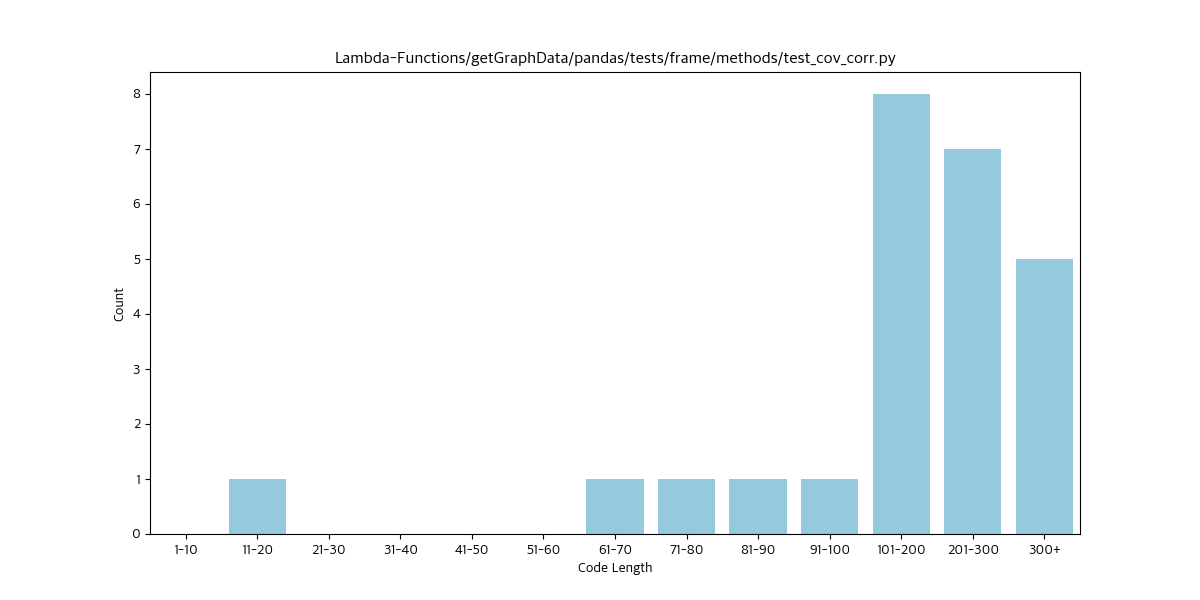 Lambda-Functions/getGraphData/pandas/tests/frame/methods/test_cov_corr.py
8
7
6
5
4
3
2
1
0
Count
1-10 11-20 21-30 31-40 41-50 51-60 61-70 71-80 81-90 91-100 101-200 201-300 300+
Code Length